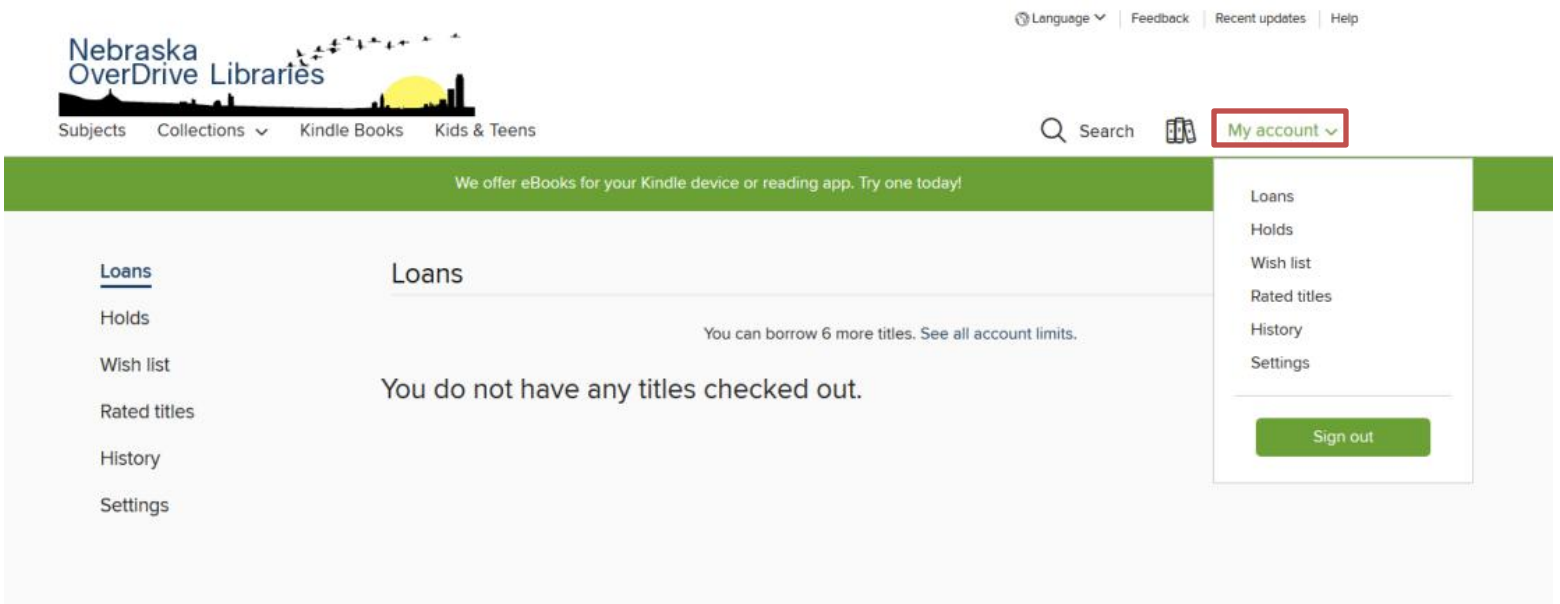 Language
Feedback
Recent updates
Help
Nebraska
OverDrive Libraries
Subjects
Collections
Kindle Books
Kids & Teens
Search
My account
We offer eBooks for your Kindle device or reading app. Try one today!
Loans
Holds
Wish list
Rated titles
History
Settings
Sign out
Loans
Holds
Wish list
Rated titles
History
Settings
Loans
You can borrow 6 more titles. See all account limits.
You do not have any titles checked out.